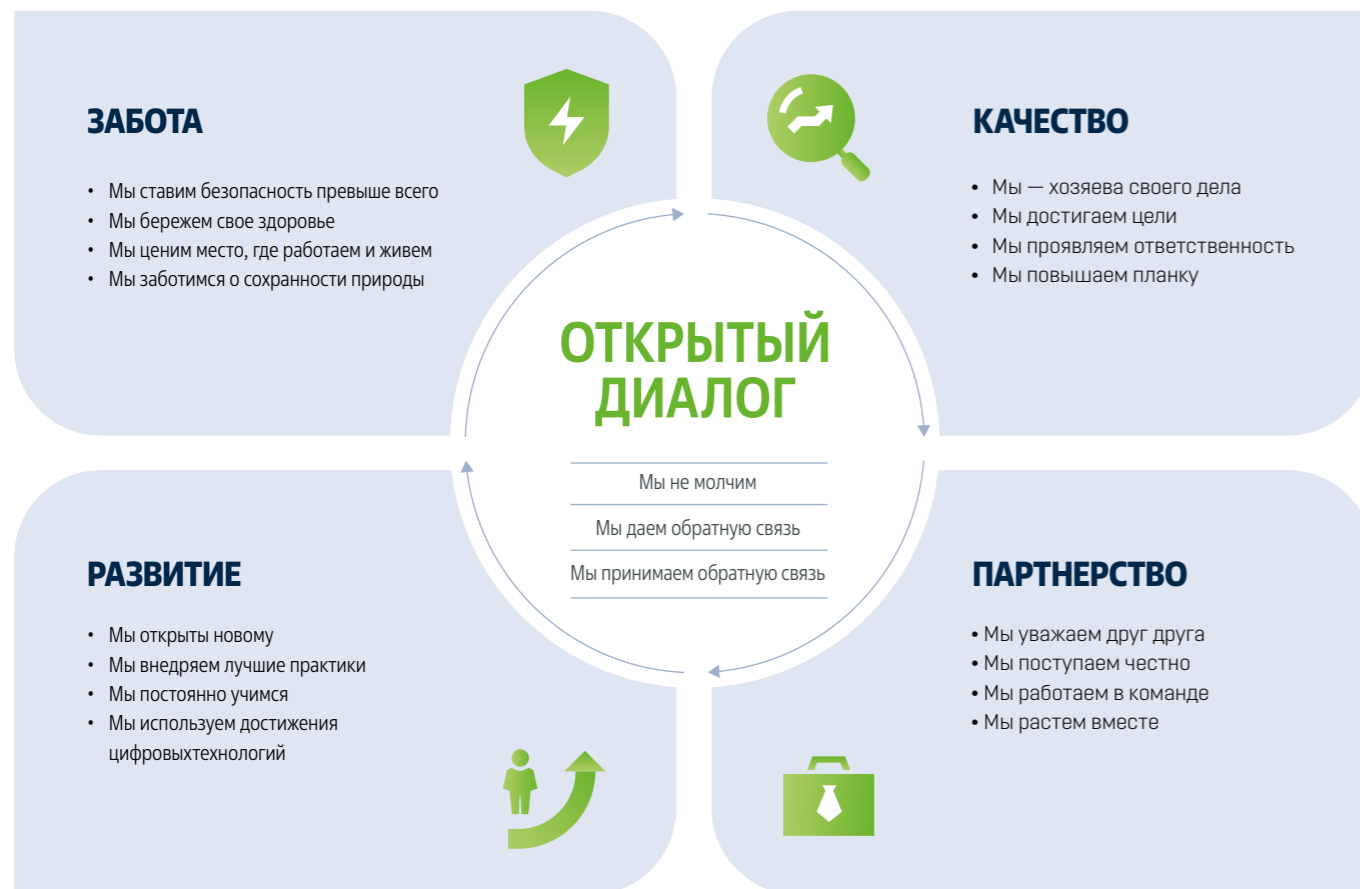 ЗАБОТА
• Мы ставим безопасность превыше всего
• Мы бережем свое здоровье
• Мы ценим место, где работаем и живем
• Мы заботимся о сохранности природы
КАЧЕСТВО
• Мы — хозяева своего дела
• Мы достигаем цели
• Мы проявляем ответственность
• Мы повышаем планку
ОТКРЫТЫЙ
ДИАЛОГ
Мы не молчим
Мы даем обратную связь
Мы принимаем обратную связь
РАЗВИТИЕ
• Мы открыты новому
• Мы внедряем лучшие практики
• Мы постоянно учимся
• Мы используем достижения
цифровыхтехнологий
ПАРТНЕРСТВО
• Мы уважаем друг друга
• Мы поступаем честно
• Мы работаем в команде
• Мы растем вместе